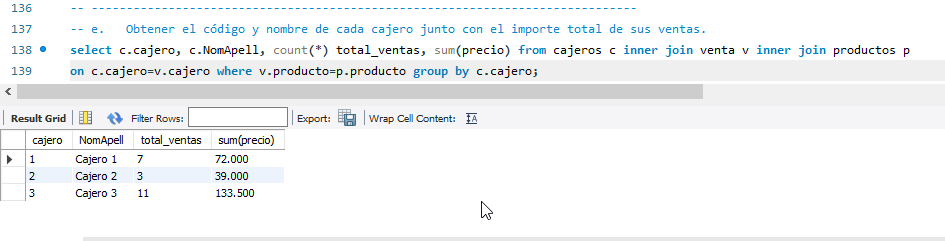 136 -- ---------------------------------------------------------------------------
137 -- e. Obtener el código y nombre de cada cajero junto con el importe total de sus ventas.
138 select c.cajero, c.NomApell, count(*) total_ventas, sum(precio) from cajeros c inner join venta v inner join productos p
139 on c.cajero=v.cajero where v.producto=p.producto group by c.cajero;
Result Grid Filter Rows: Export: Wrap Cell Content:
cajero NomApell total_ventas sum(precio)
1 Cajero 1 7 72.000
2 Cajero 2 3 39.000
3 Cajero 3 11 133.500